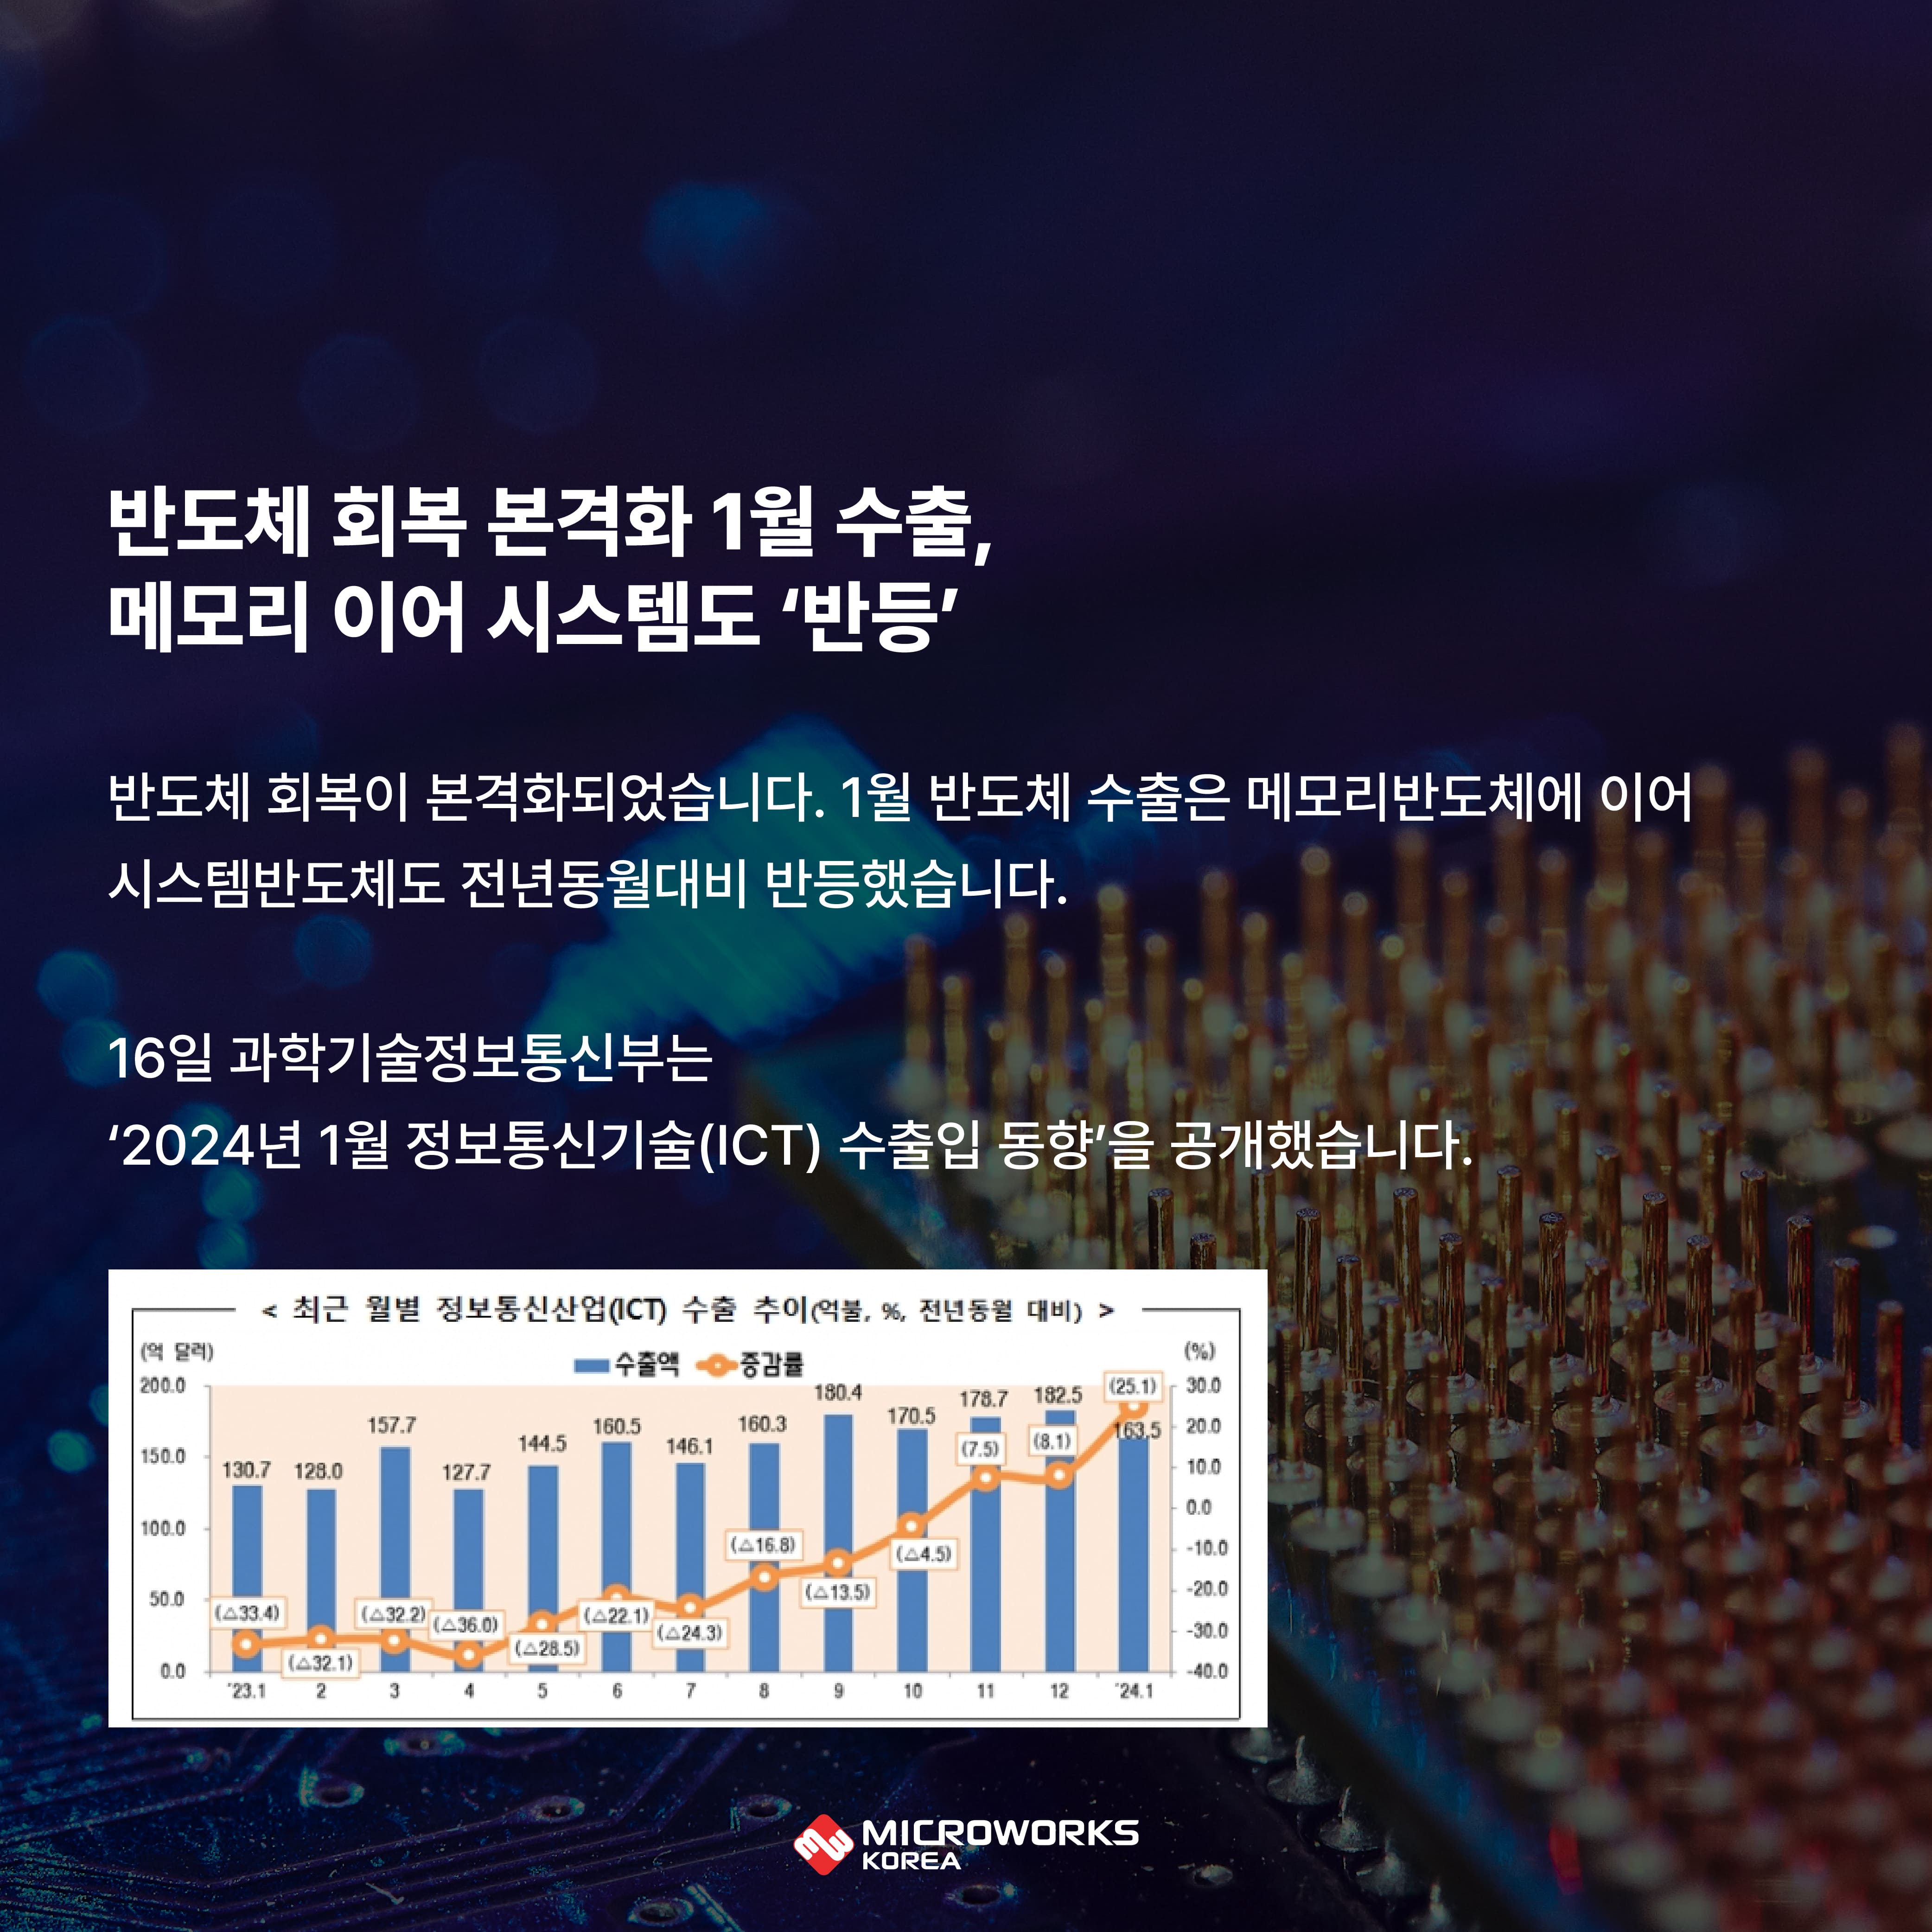 반도체 회복 본격화 1월 수출,
메모리 이어 시스템도 ‘반등’
반도체 회복이 본격화되었습니다. 1월 반도체 수출은 메모리반도체에 이어
시스템반도체도 전년동월대비 반등했습니다.
16일 과학기술정보통신부는
‘2024년 1월 정보통신기술(ICT) 수출입 동향’을 공개했습니다.
< 최근 월별 정보통신산업(ICT) 수출 추이(억불, %, 전년동월 대비) >
(억 달러) (%)
수출액 증감률
200.0 150.0 100.0 50.0 0.0
130.7 128.0 157.7 127.7 144.5 160.5 146.1 160.3 180.4 170.5 178.7 182.5 163.5
(△33.4) (△32.1) (△32.2) (△36.0) (△28.5) (△22.1) (△24.3) (△16.8) (△13.5) (△4.5) (7.5) (8.1) (25.1)
30.0 20.0 10.0 0.0 -10.0 -20.0 -30.0 -40.0
'23.1 2 3 4 5 6 7 8 9 10 11 12 '24.1
MICROWORKS
KOREA